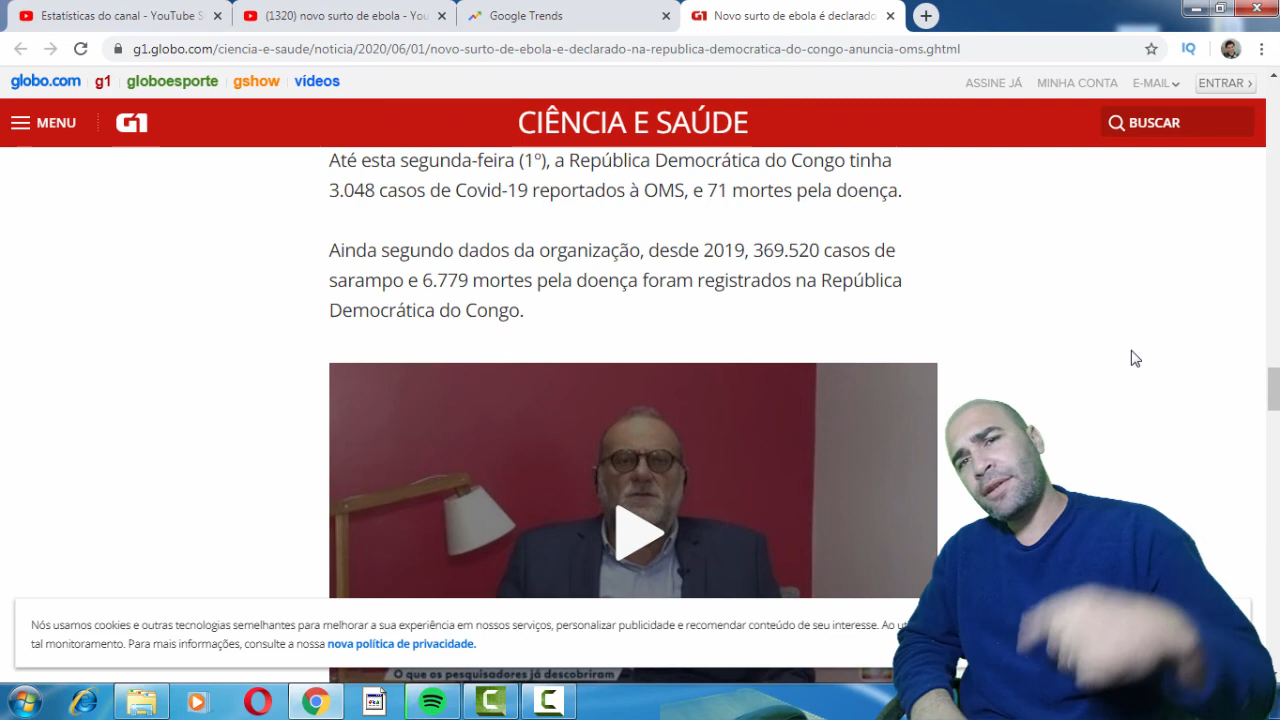 Estatísticas do canal - YouTube S
(1320) novo surto de ebola - You
Google Trends
Novo surto de ebola é declarado
g1.globo.com/ciencia-e-saude/noticia/2020/06/01/novo-surto-de-ebola-e-declarado-na-republica-democratica-do-congo-anuncia-oms.ghtml
IQ
globo.com g1 globoesporte gshow vídeos
ASSINE JÁ MINHA CONTA E-MAIL ENTRAR
MENU G1 CIÊNCIA E SAÚDE BUSCAR
Até esta segunda-feira (1º), a República Democrática do Congo tinha
3.048 casos de Covid-19 reportados à OMS, e 71 mortes pela doença.
Ainda segundo dados da organização, desde 2019, 369.520 casos de
sarampo e 6.779 mortes pela doença foram registrados na República
Democrática do Congo.
Nós usamos cookies e outras tecnologias semelhantes para melhorar a sua experiência em nossos serviços, personalizar publicidade e recomendar conteúdo de seu interesse. Ao
tal monitoramento. Para mais informações, consulte a nossa nova política de privacidade.
O que os pesquisadores já descobriram